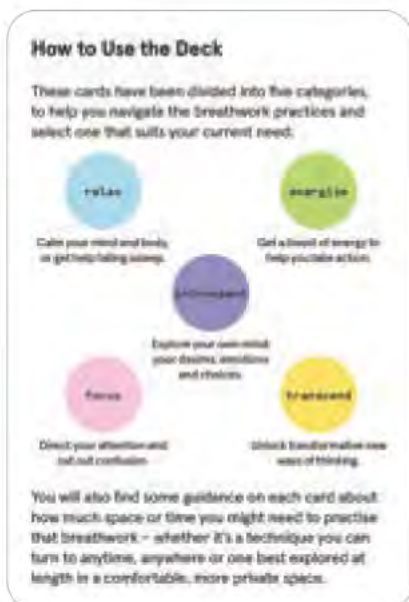 How to Use the Deck
These cards have been divided into five categories,
to help you navigate the breathwork practices and
select one that suits your current need.
relax
energise
Calm your mind and body,
or get help falling asleep.
Get a boost of energy to
help you take action.
introspect
Explore your own mind:
your desires, emotions
and choices.
focus
transcend
Direct your attention and
cut out confusion.
Unlock transformative new
ways of thinking.
You will also find some guidance on each card about
how much space or time you might need to practise
that breathwork – whether it's a technique you can
turn to anytime, anywhere or one best explored at
length in a comfortable, more private space.